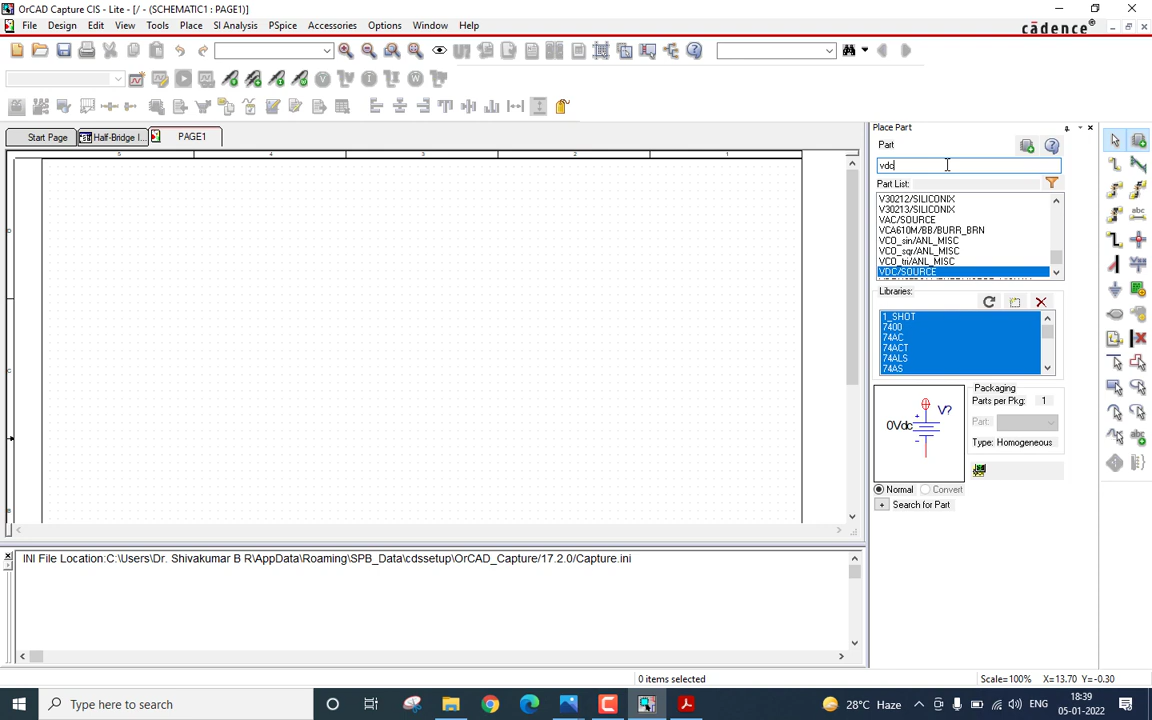 OrCAD Capture CIS - Lite - [/ - (SCHEMATIC1 : PAGE1)]
File Design Edit View Tools Place SI Analysis PSpice Accessories Options Window Help
cādence®
Start Page
Half-Bridge I...
PAGE1
5 4 3 2 1
D
C
B
Place Part
Part
vdc
Part List:
V30212/SILICONIX
V30213/SILICONIX
VAC/SOURCE
VCA610M/BB/BURR_BRN
VCO_sin/ANL_MISC
VCO_sqr/ANL_MISC
VCO_tri/ANL_MISC
VDC/SOURCE
Libraries:
1_SHOT
7400
74AC
74ACT
74ALS
74AS
Packaging
Parts per Pkg: 1
Part:
Type: Homogeneous
V?
0Vdc
+
-
Normal Convert
+ Search for Part
INI File Location:C:\Users\Dr. Shivakumar B R\AppData\Roaming\SPB_Data\cdssetup\OrCAD_Capture/17.2.0/Capture.ini
0 items selected
Scale=100% X=13.70 Y=-0.30
Type here to search
28°C Haze
ENG
18:39
05-01-2022